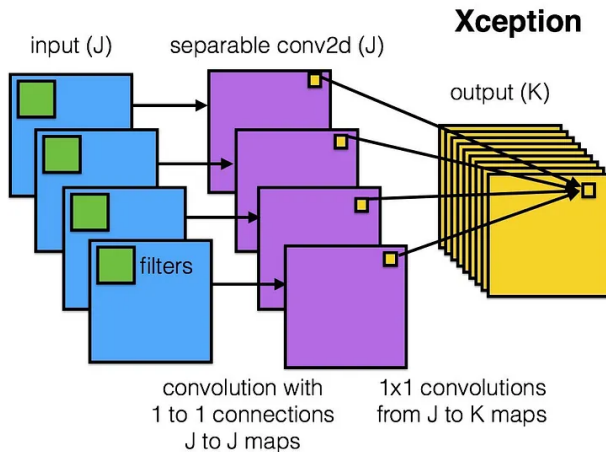 Xception
input (J)
separable conv2d (J)
output (K)
filters
convolution with
1 to 1 connections
J to J maps
1x1 convolutions
from J to K maps